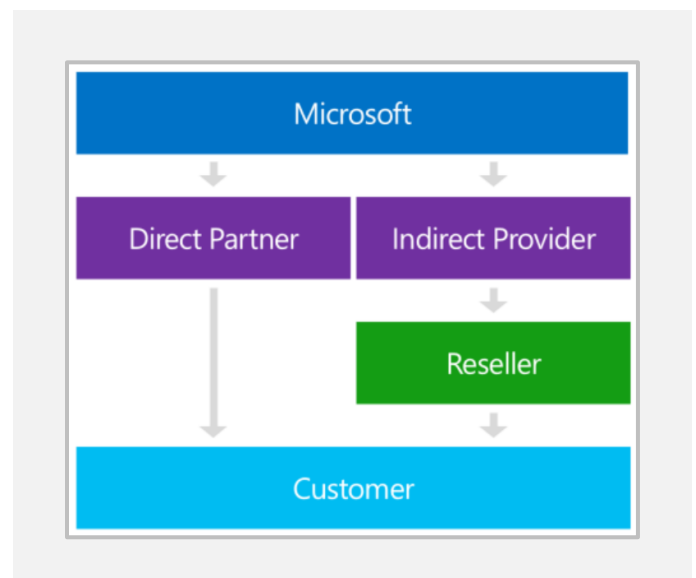 Microsoft
Direct Partner
Indirect Provider
Reseller
Customer